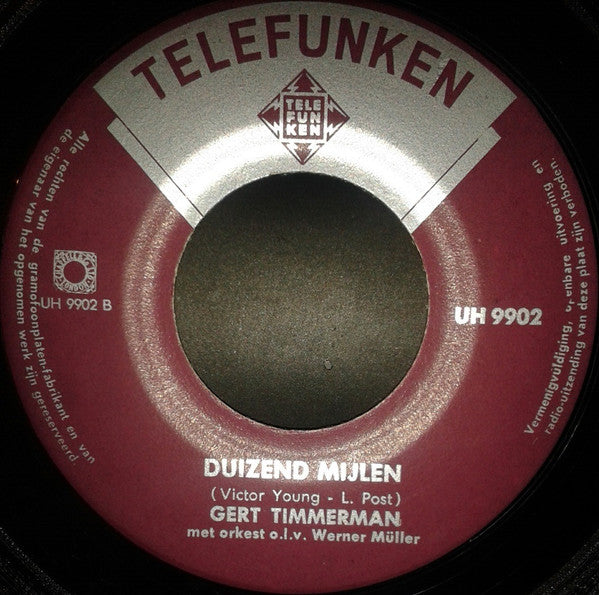 TELEFUNKEN
TELE
FUN
KEN
Alle rechten van de gramofoonplaten-fabrikant en van
de eigenaar van het opgenomen werk zijn gereserveerd.
Vermenigvuldiging, openbare uitvoering en
radio-uitzending van deze plaat zijn verboden.
UH 9902 B
UH 9902
DUIZEND MIJLEN
(Victor Young - L. Post)
GERT TIMMERMAN
met orkest o.l.v. Werner Müller